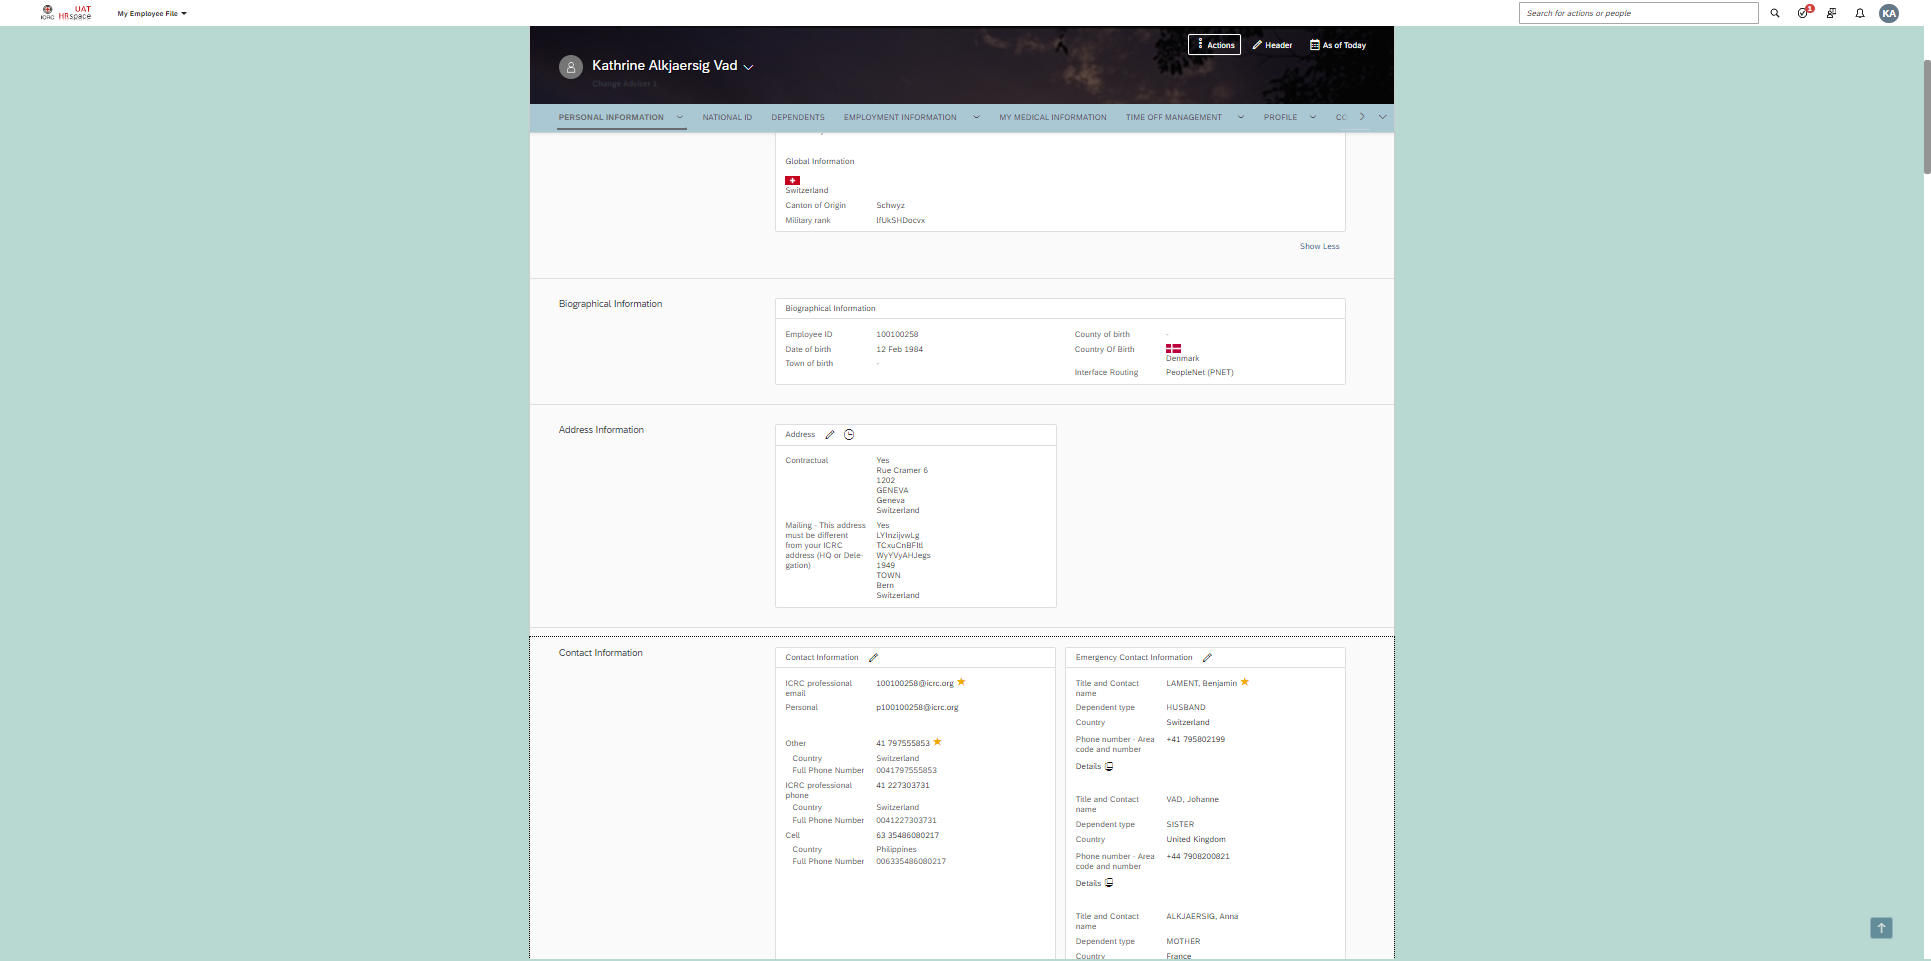 ICRC
UAT
HRspace
My Employee File
Search for actions or people
1
KA
Actions
Header
As of Today
Kathrine Alkjaersig Vad
Change Adviser 1
PERSONAL INFORMATION
NATIONAL ID
DEPENDENTS
EMPLOYMENT INFORMATION
MY MEDICAL INFORMATION
TIME OFF MANAGEMENT
PROFILE
CO
Global Information
Switzerland
Canton of Origin Schwyz
Military rank lfUkSHDocvx
Show Less
Biographical Information
Biographical Information
Employee ID 100100258
Date of birth 12 Feb 1984
Town of birth -
County of birth -
Country Of Birth
Denmark
Interface Routing PeopleNet (PNET)
Address Information
Address
Contractual Yes
Rue Cramer 6
1202
GENEVA
Geneva
Switzerland
Mailing - This address Yes
must be different LYInzijvwLg
from your ICRC TCxuCnBFItl
address (HQ or Dele- WyYVyAHJegs
gation) 1949
TOWN
Bern
Switzerland
Contact Information
Contact Information
ICRC professional 100100258@icrc.org
email
Personal p100100258@icrc.org
Other 41 797555853
Country Switzerland
Full Phone Number 0041797555853
ICRC professional 41 227303731
phone
Country Switzerland
Full Phone Number 0041227303731
Cell 63 35486080217
Country Philippines
Full Phone Number 006335486080217
Emergency Contact Information
Title and Contact LAMENT, Benjamin
name
Dependent type HUSBAND
Country Switzerland
Phone number - Area +41 795802199
code and number
Details
Title and Contact VAD, Johanne
name
Dependent type SISTER
Country United Kingdom
Phone number - Area +44 7908200821
code and number
Details
Title and Contact ALKJAERSIG, Anna
name
Dependent type MOTHER
Country France